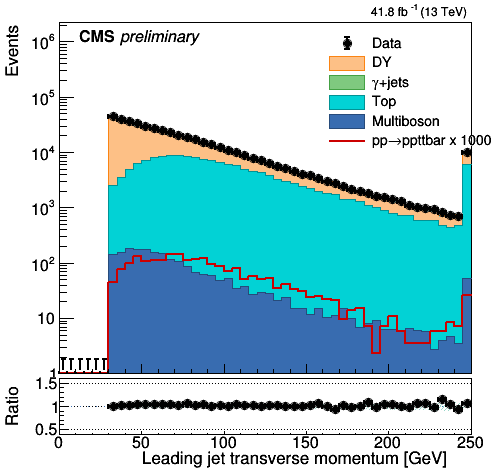 41.8 fb⁻¹ (13 TeV)
CMS preliminary
Events
Data
DY
γ+jets
Top
Multiboson
pp→ppttbar x 1000
10⁶
10⁵
10⁴
10³
10²
10
1
Ratio
1.5
1
0.5
0 50 100 150 200 250
Leading jet transverse momentum [GeV]